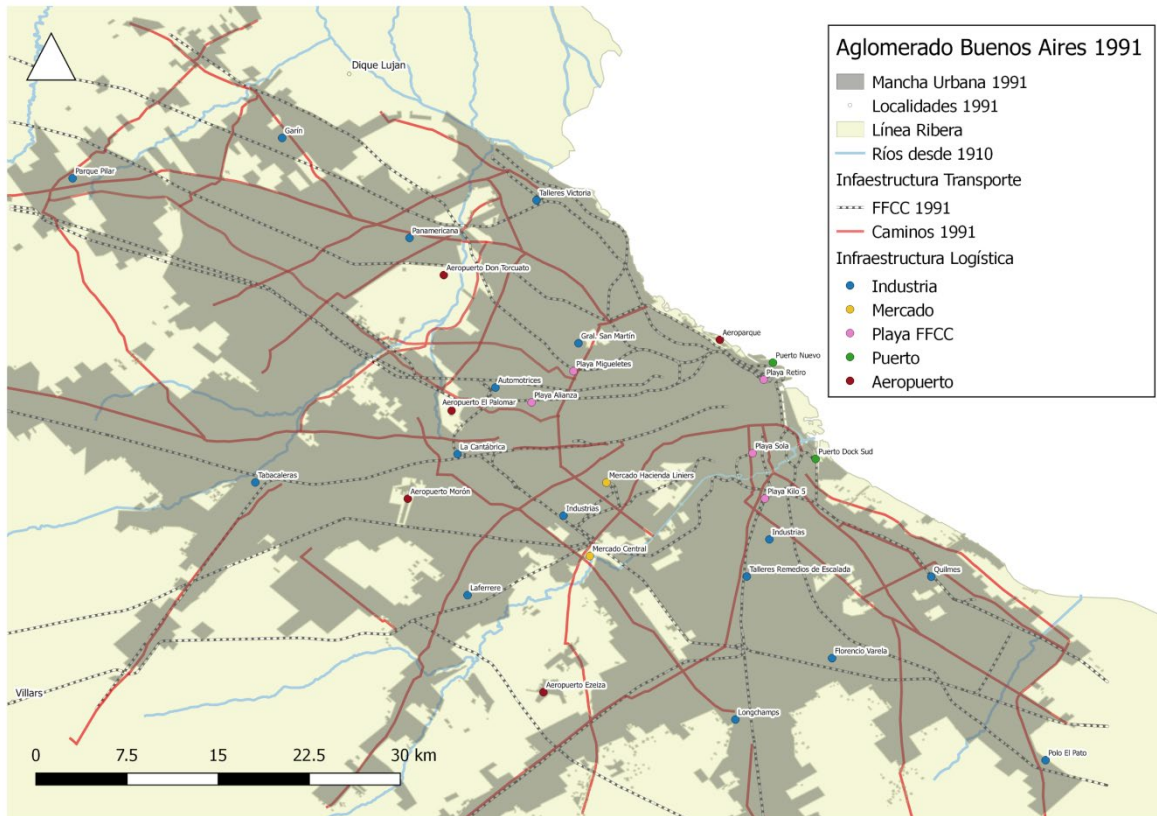 Aglomerado Buenos Aires 1991
Mancha Urbana 1991
Localidades 1991
Línea Ribera
Ríos desde 1910
Infaestructura Transporte
FFCC 1991
Caminos 1991
Infraestructura Logística
Industria
Mercado
Playa FFCC
Puerto
Aeropuerto
Dique Lujan
Garín
Parque Pilar
Talleres Victoria
Panamericana
Aeropuerto Don Torcuato
Aeroparque
Gral. San Martín
Puerto Nuevo
Playa Migueletes
Playa Retiro
Automotrices
Playa Alianza
Aeropuerto El Palomar
La Cantábrica
Playa Sola
Puerto Dock Sud
Tabacaleras
Mercado Hacienda Liniers
Aeropuerto Morón
Playa Kilo 5
Industrias
Industrias
Mercado Central
Talleres Remedios de Escalada
Quilmes
Laferrere
Florencio Varela
Villars
Aeropuerto Ezeiza
Longchamps
Polo El Pato
0 7.5 15 22.5 30 km